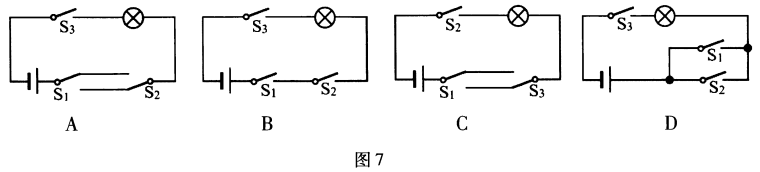 S3 S3 S2 S3
S1 S2 S1 S2 S1 S3 S1 S2
A B C D
图 7